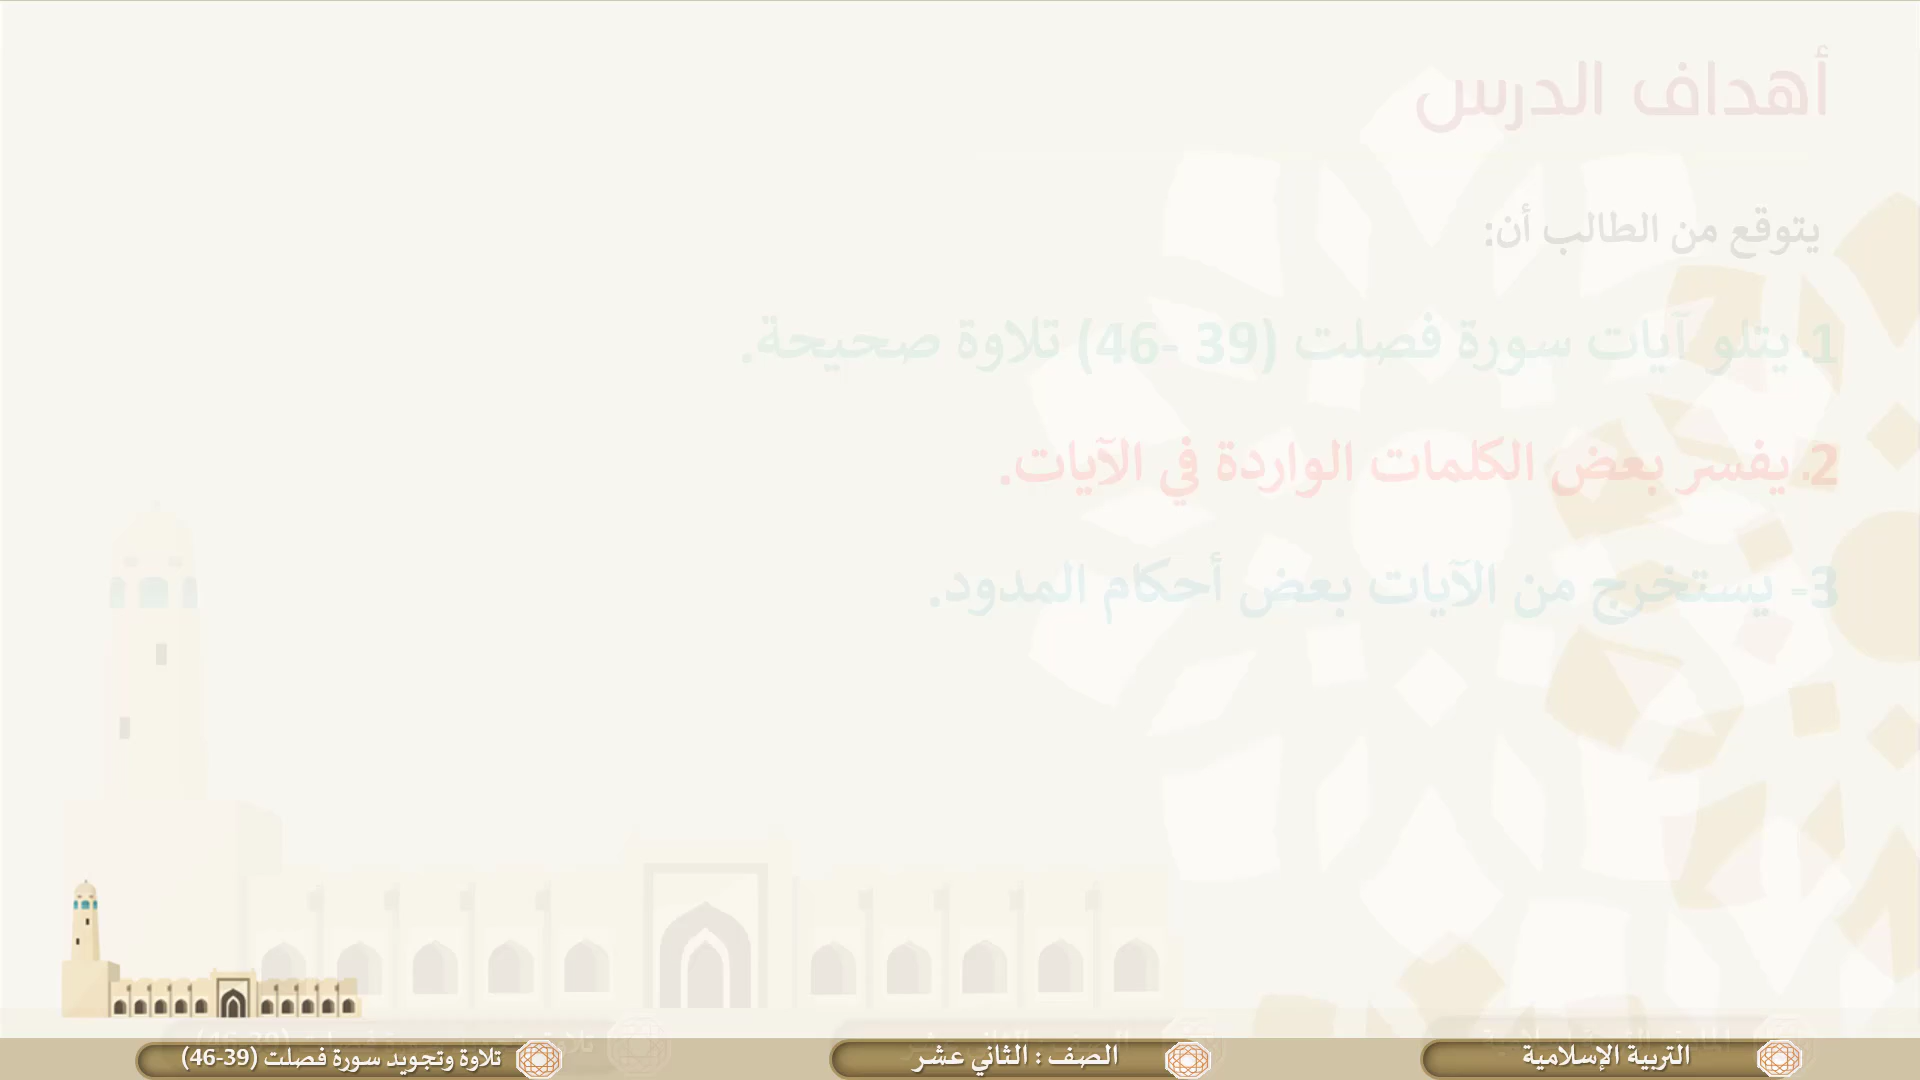 أهداف الدرس
يتوقع من الطالب أن:
1. يتلو آيات سورة فصلت (39 -46) تلاوة صحيحة.
2. يفسر بعض الكلمات الواردة في الآيات.
3- يستخرج من الآيات بعض أحكام المدود.
التربية الإسلامية
الصف : الثاني عشر
تلاوة وتجويد سورة فصلت (39-46)